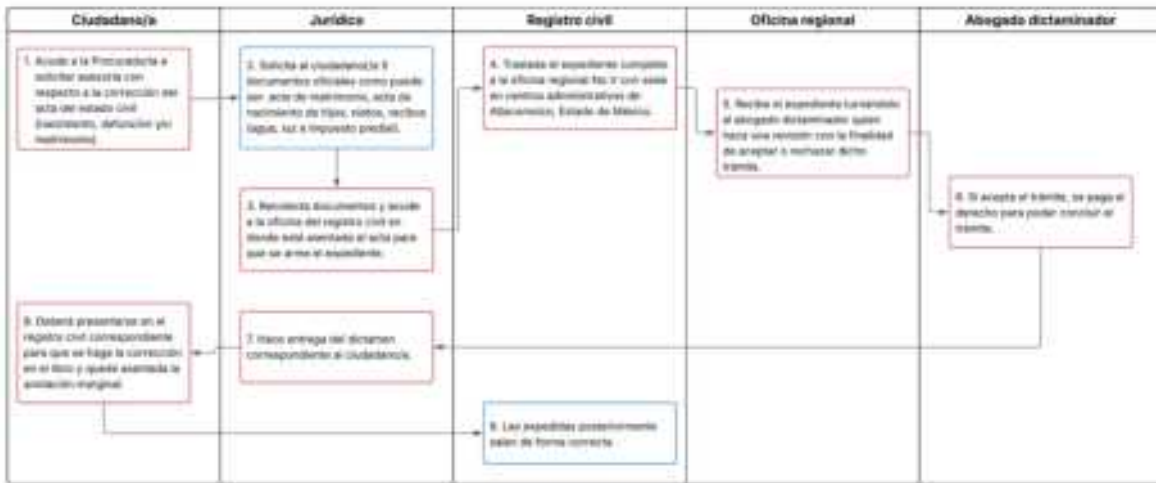 Ciudadano/a
Jurídico
Registro civil
Oficina regional
Abogado dictaminador
1. Acude a la Procuraduría a
solicitar asesoría con
respecto a la corrección del
acta del estado civil
(nacimiento, defunción y/o
matrimonio).
2. Solicita al ciudadano/a 5
documentos oficiales como puede
ser: acta de matrimonio, acta de
nacimiento de hijos, nietos, recibos
(agua, luz e impuesto predial).
3. Recolecta documentos y acude
a la oficina del registro civil en
donde está asentado el acta para
que se arme el expediente.
4. Traslada el expediente completo
a la oficina regional No. con sede
en centros administrativos de
Atlacomulco, Estado de México.
5. Recibe el expediente turnándolo
al abogado dictaminador quien
hace una revisión con la finalidad
de aceptar o rechazar dicho
trámite.
6. Si acepta el trámite, se paga el
derecho para poder concluir el
trámite.
7. Hace entrega del dictamen
correspondiente al ciudadano/a.
8. Deberá presentarse en el
registro civil correspondiente
para que se haga la corrección
en el libro y quede asentada la
anotación marginal.
9. Las expedidas posteriormente
salen de forma correcta